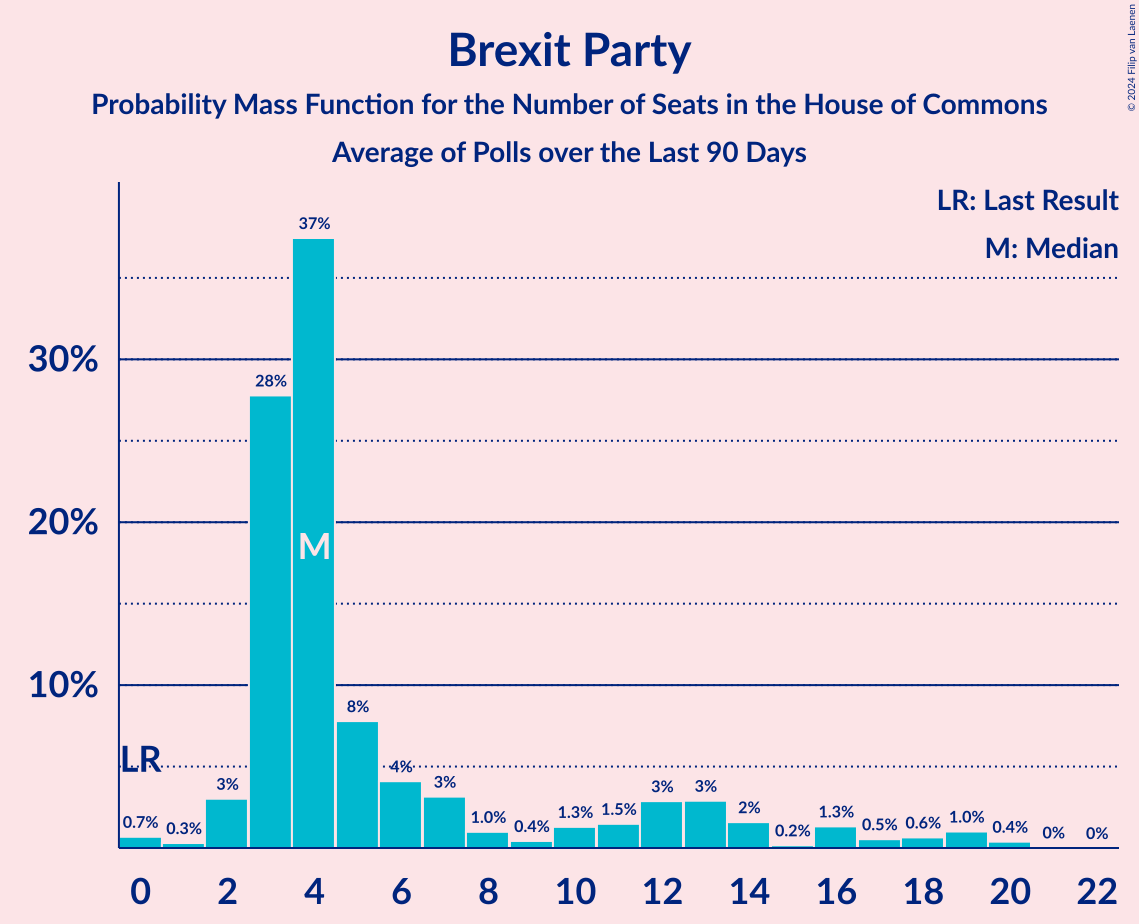 Brexit Party
Probability Mass Function for the Number of Seats in the House of Commons
Average of Polls over the Last 90 Days
© 2024 Filip van Laenen
LR: Last Result
M: Median
30%
20%
10%
LR
M
0.7%
0.3%
3%
28%
37%
8%
4%
3%
1.0%
0.4%
1.3%
1.5%
3%
3%
2%
0.2%
1.3%
0.5%
0.6%
1.0%
0.4%
0%
0%
0 2 4 6 8 10 12 14 16 18 20 22